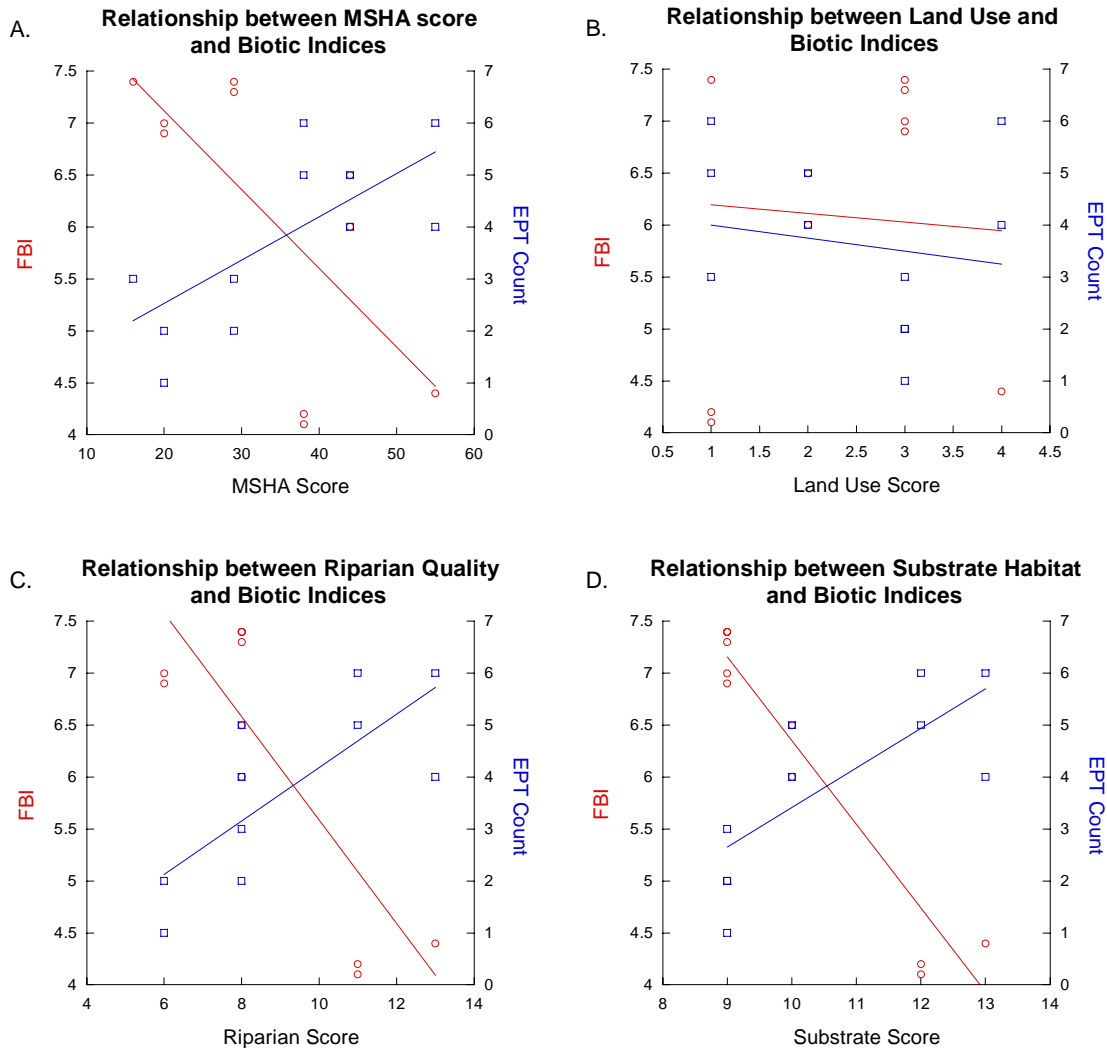 A.
Relationship between MSHA score
and Biotic Indices
7.5
7
6.5
6
5.5
5
4.5
4
FBI
7
6
5
4
3
2
1
0
EPT Count
10 20 30 40 50 60
MSHA Score
B.
Relationship between Land Use and
Biotic Indices
7.5
7
6.5
6
5.5
5
4.5
4
FBI
7
6
5
4
3
2
1
0
EPT Count
0.5 1 1.5 2 2.5 3 3.5 4 4.5
Land Use Score
C.
Relationship between Riparian Quality
and Biotic Indices
7.5
7
6.5
6
5.5
5
4.5
4
FBI
7
6
5
4
3
2
1
0
EPT Count
4 6 8 10 12 14
Riparian Score
D.
Relationship between Substrate Habitat
and Biotic Indices
7.5
7
6.5
6
5.5
5
4.5
4
FBI
7
6
5
4
3
2
1
0
EPT Count
8 9 10 11 12 13 14
Substrate Score